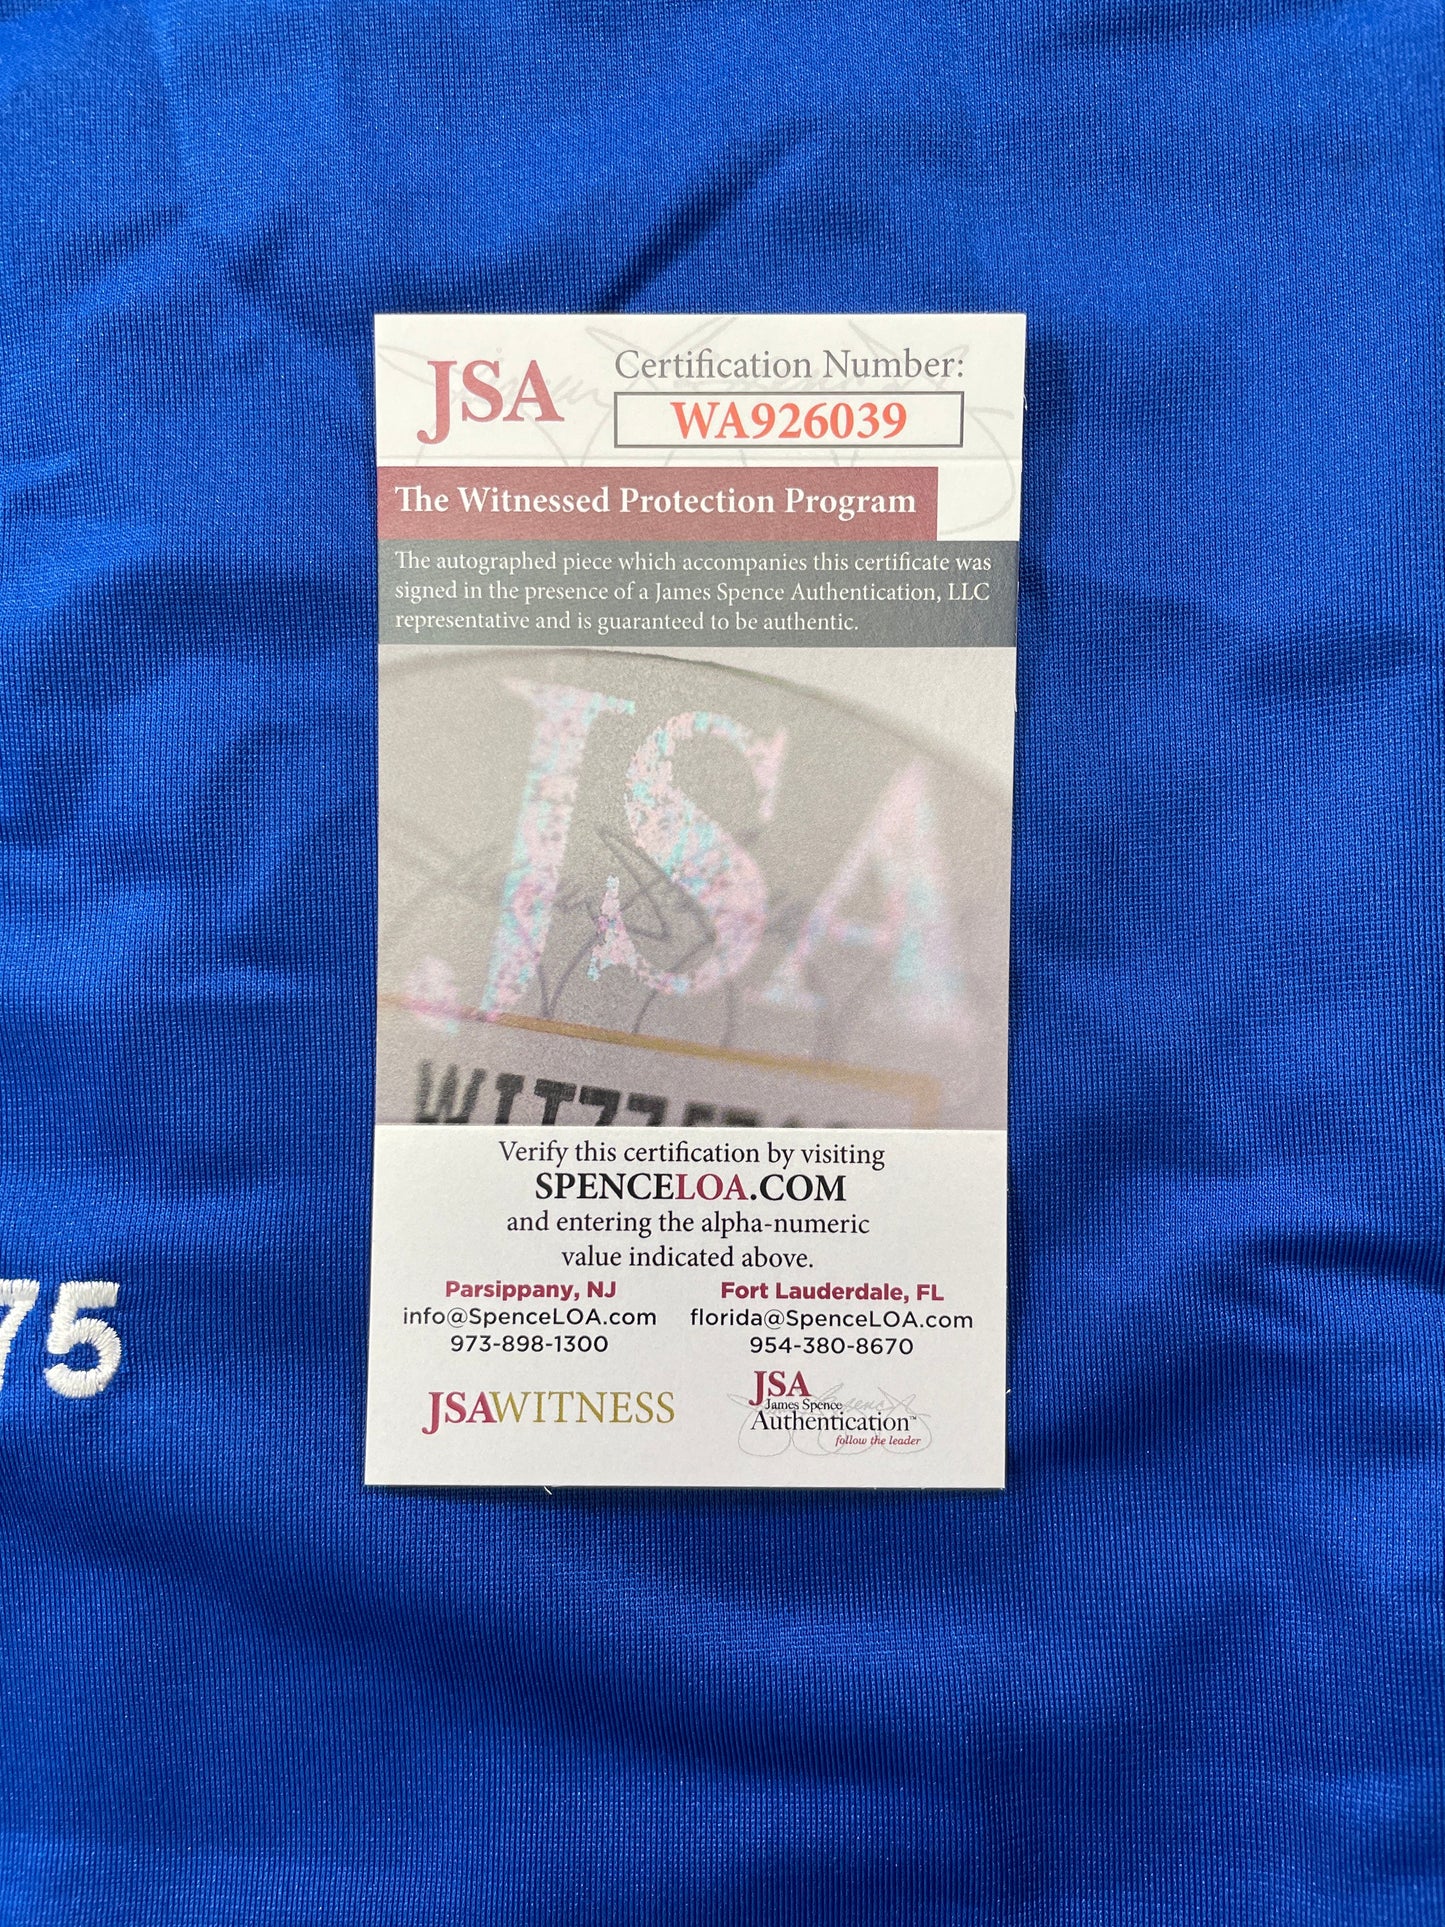 JSA
Certification Number:
WA926039
The Witnessed Protection Program
The autographed piece which accompanies this certificate was
signed in the presence of a James Spence Authentication, LLC
representative and is guaranteed to be authentic.
JSA
Verify this certification by visiting
SPENCELOA.COM
and entering the alpha-numeric
value indicated above.
Parsippany, NJ
info@SpenceLOA.com
973-898-1300
Fort Lauderdale, FL
florida@SpenceLOA.com
954-380-8670
JSAWITNESS
JSA
James Spence
Authentication™
follow the leader
75